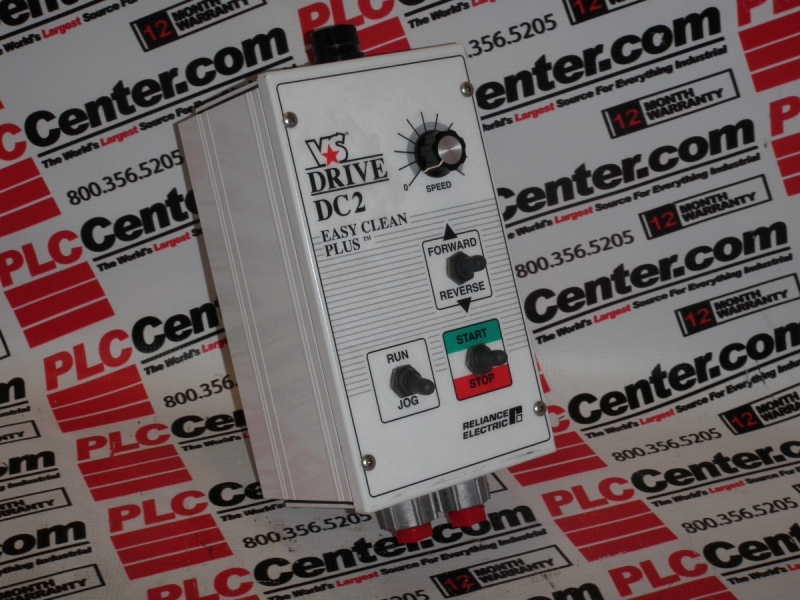 VS
DRIVE
DC2
EASY CLEAN
PLUS™
0
SPEED
FORWARD
REVERSE
RUN
JOG
START
STOP
RELIANCE
ELECTRIC
PLCCenter.com
The World's Largest Source For Everything Industrial
800.356.5205
12 MONTH
WARRANTY